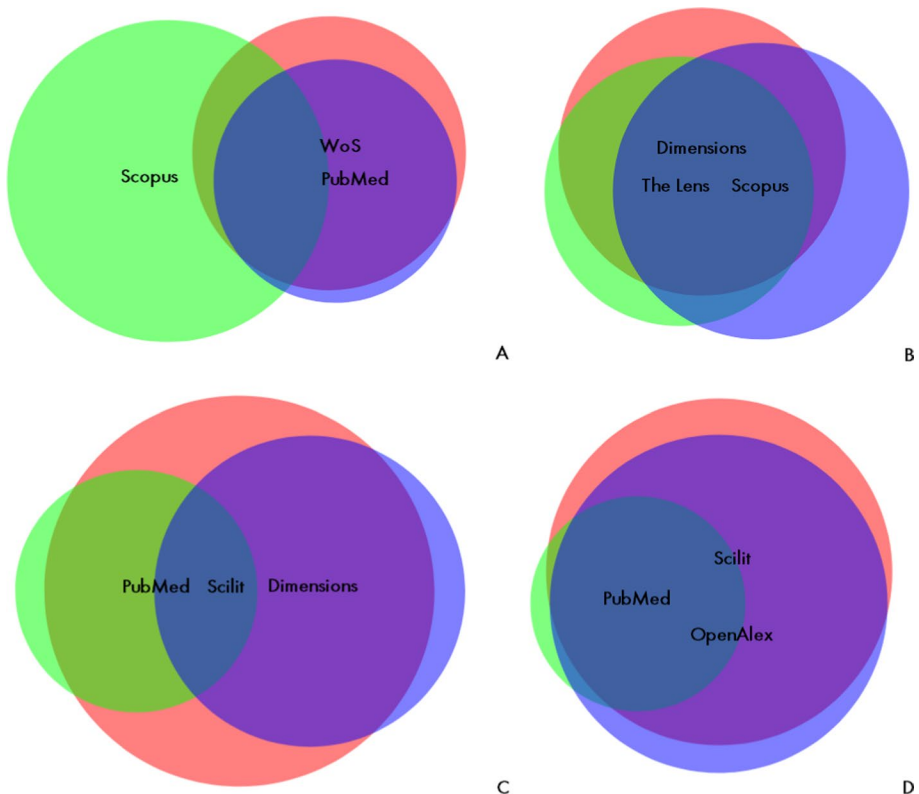 WoS
Scopus
PubMed
A
Dimensions
The Lens Scopus
B
PubMed Scilit Dimensions
C
Scilit
PubMed
OpenAlex
D